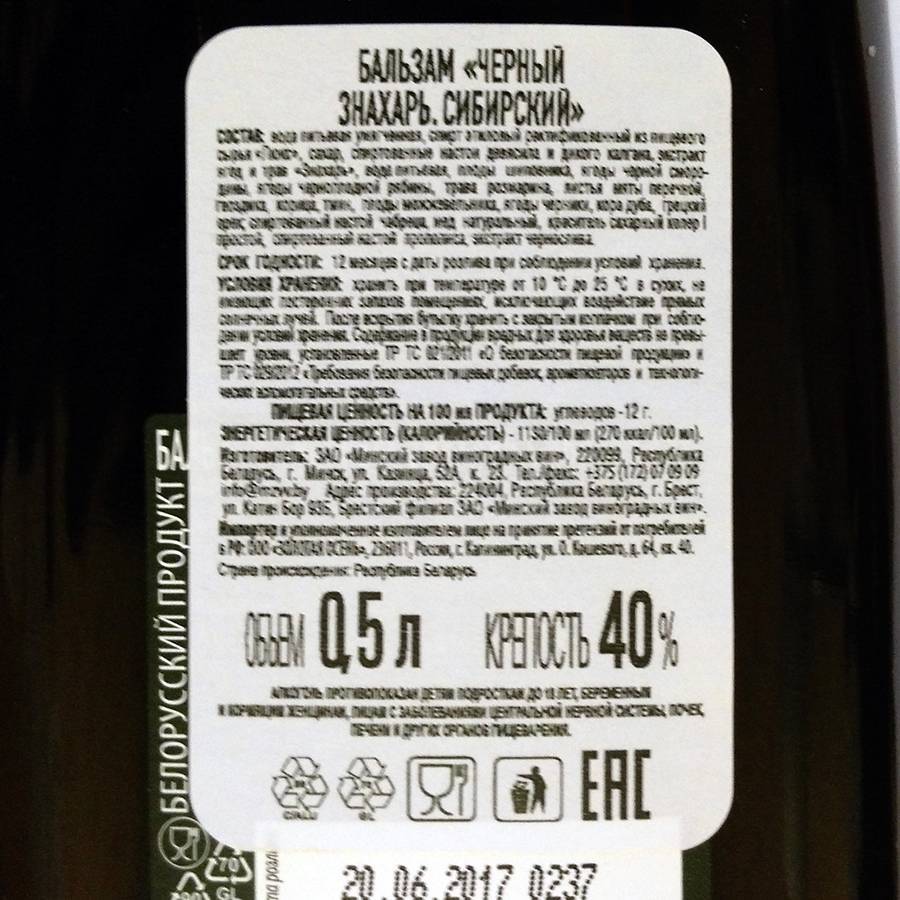 БАЛЬЗАМ «ЧЕРНЫЙ
ЗНАХАРЬ. СИБИРСКИЙ»
СОСТАВ: вода питьевая умягченная, спирт этиловый ректификованный из пищевого
сырья «Люкс», сахар, спиртованные настои девясила и дикого калгана, экстракт
ягод и трав «Знахарь», вода питьевая, плоды шиповника, ягоды черной сморо-
дины, ягоды черноплодной рябины, трава розмарина, листья мяты перечной,
гвоздика, корица, тмин, плоды можжевельника, ягоды черники, кора дуба, грецкий
орех, спиртованный настой чабреца, мед натуральный, краситель сахарный колер I
простой, спиртованный настой прополиса, экстракт чернослива.
СРОК ГОДНОСТИ: 12 месяцев с даты розлива при соблюдении условий хранения.
УСЛОВИЯ ХРАНЕНИЯ: хранить при температуре от 10 °С до 25 °С в сухих, не
имеющих посторонних запахов помещениях, исключающих воздействие прямых
солнечных лучей. После вскрытия бутылку хранить с закрытым колпачком при соблю-
дении условий хранения. Содержание в продукции вредных для здоровья веществ не превы-
шает уровни, установленные ТР ТС 021/2011 «О безопасности пищевой продукции» и
ТР ТС 029/2012 «Требования безопасности пищевых добавок, ароматизаторов и технологи-
ческих вспомогательных средств».
ПИЩЕВАЯ ЦЕННОСТЬ НА 100 мл ПРОДУКТА: углеводов - 12 г.
ЭНЕРГЕТИЧЕСКАЯ ЦЕННОСТЬ (КАЛОРИЙНОСТЬ) - 1130/100 мл (270 ккал/100 мл).
Изготовитель: ЗАО «Минский завод виноградных вин», 220099, Республика
Беларусь, г. Минск, ул. Казинца, 52А, к. 23. Тел./факс: +375 (172) 07 09 09
info@mzvv.by Адрес производства: 224004, Республика Беларусь, г. Брест,
ул. Катин Бор 95, Брестский филиал ЗАО «Минский завод виноградных вин».
Импортер и уполномоченное изготовителем лицо на принятие претензий от потребителей
в РФ: ООО «ЗОЛОТАЯ ОСЕНЬ», 236011, Россия, г. Калининград, ул. О. Кошевого, д. 64, кв. 40.
Страна происхождения: Республика Беларусь
ОБЪЕМ 0,5 л КРЕПОСТЬ 40 %
АЛКОГОЛЬ ПРОТИВОПОКАЗАН ДЕТЯМ И ПОДРОСТКАМ ДО 18 ЛЕТ, БЕРЕМЕННЫМ
И КОРМЯЩИМ ЖЕНЩИНАМ, ЛИЦАМ С ЗАБОЛЕВАНИЯМИ ЦЕНТРАЛЬНОЙ НЕРВНОЙ СИСТЕМЫ, ПОЧЕК,
ПЕЧЕНИ И ДРУГИХ ОРГАНОВ ПИЩЕВАРЕНИЯ.
C/ALU
GL
EAC
БЕЛОРУССКИЙ ПРОДУКТ
БА
70
GL
20.06.2017 0237